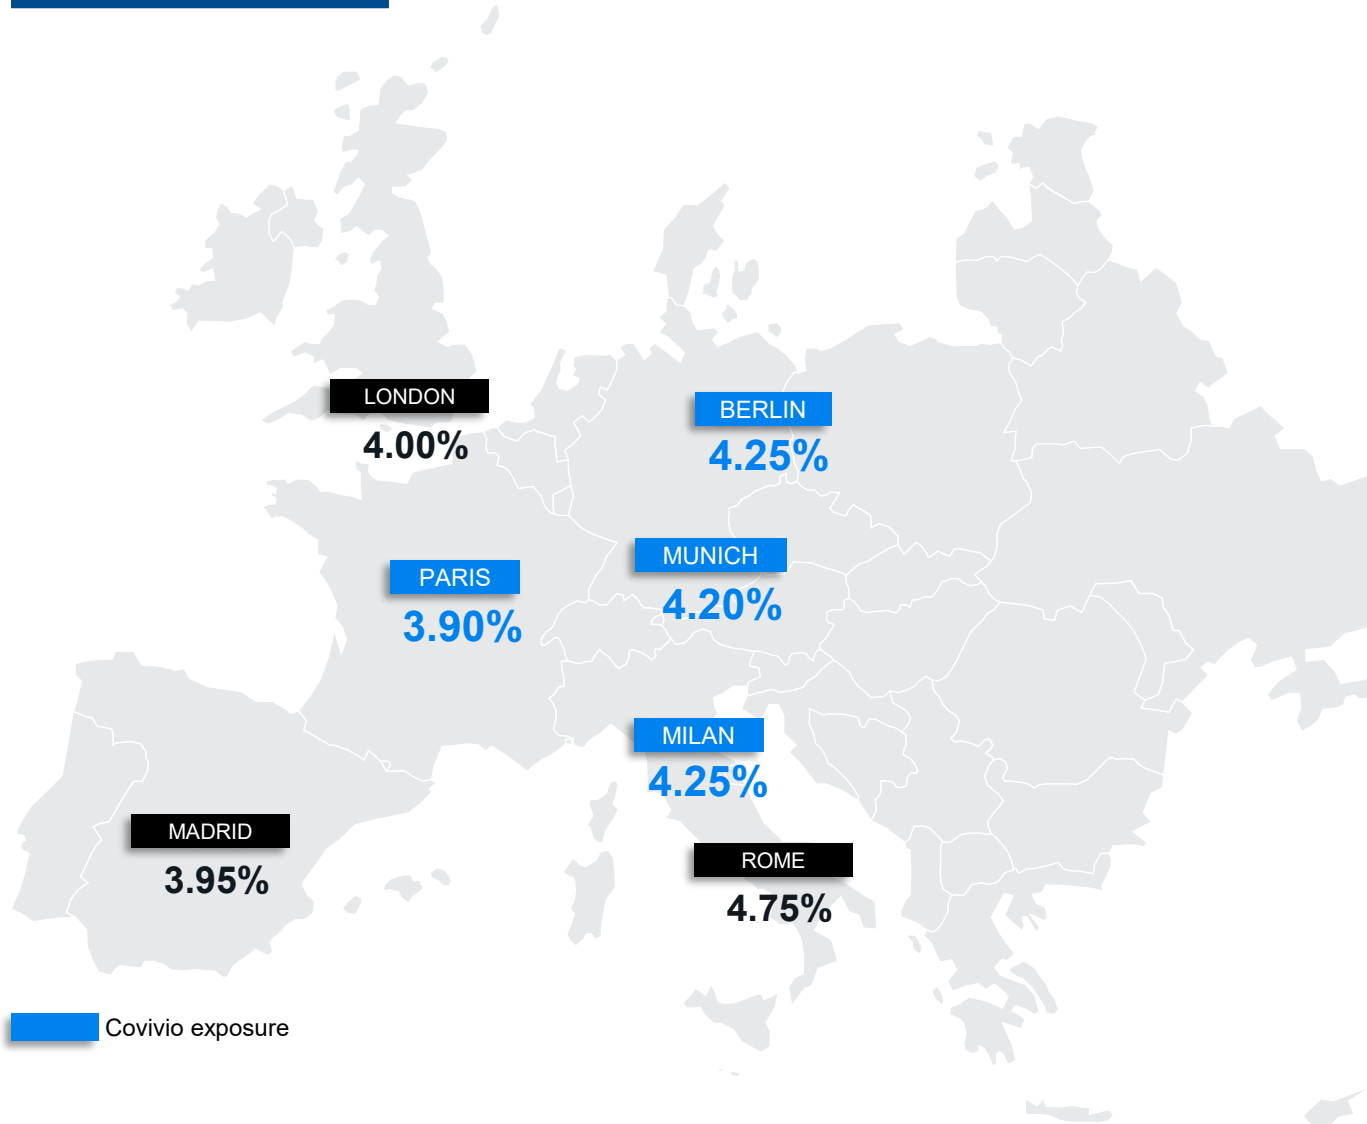 LONDON
4.00%
BERLIN
4.25%
MUNICH
4.20%
PARIS
3.90%
MILAN
4.25%
MADRID
3.95%
ROME
4.75%
Covivio exposure